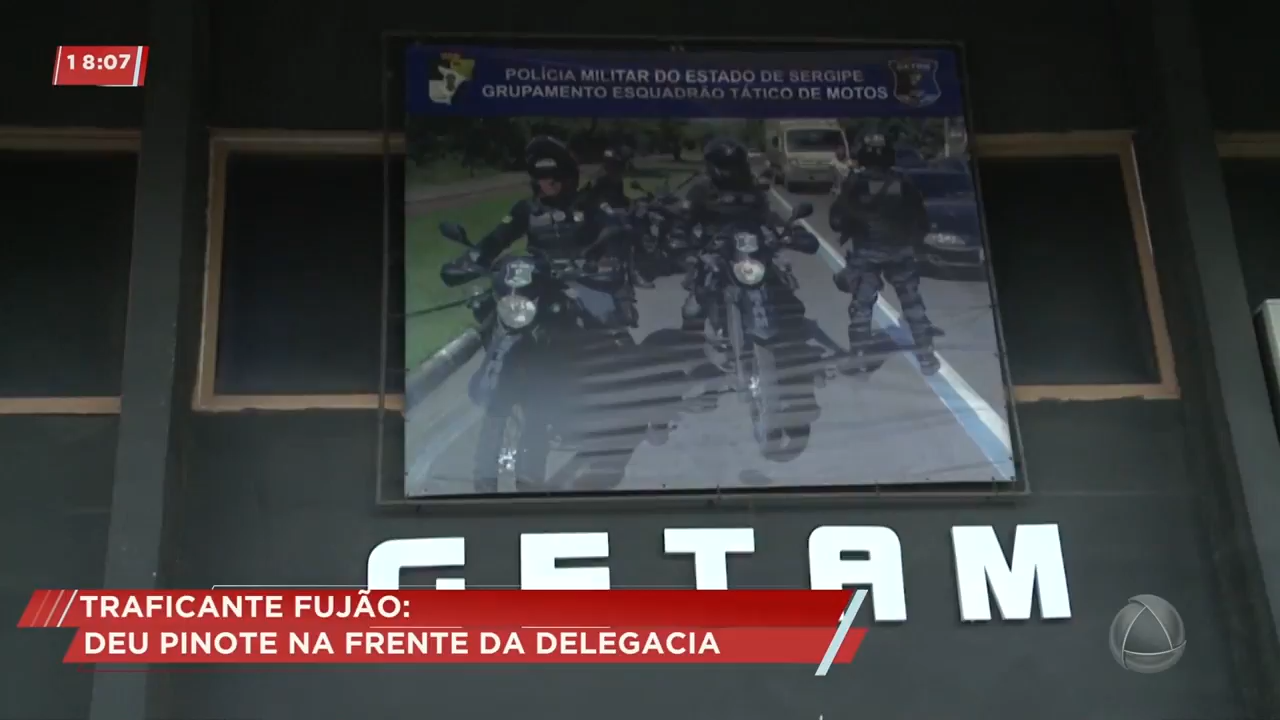 18:07
POLÍCIA MILITAR DO ESTADO DE SERGIPE
GRUPAMENTO ESQUADRÃO TÁTICO DE MOTOS
GETAM
GETAM
TRAFICANTE FUJÃO:
DEU PINOTE NA FRENTE DA DELEGACIA